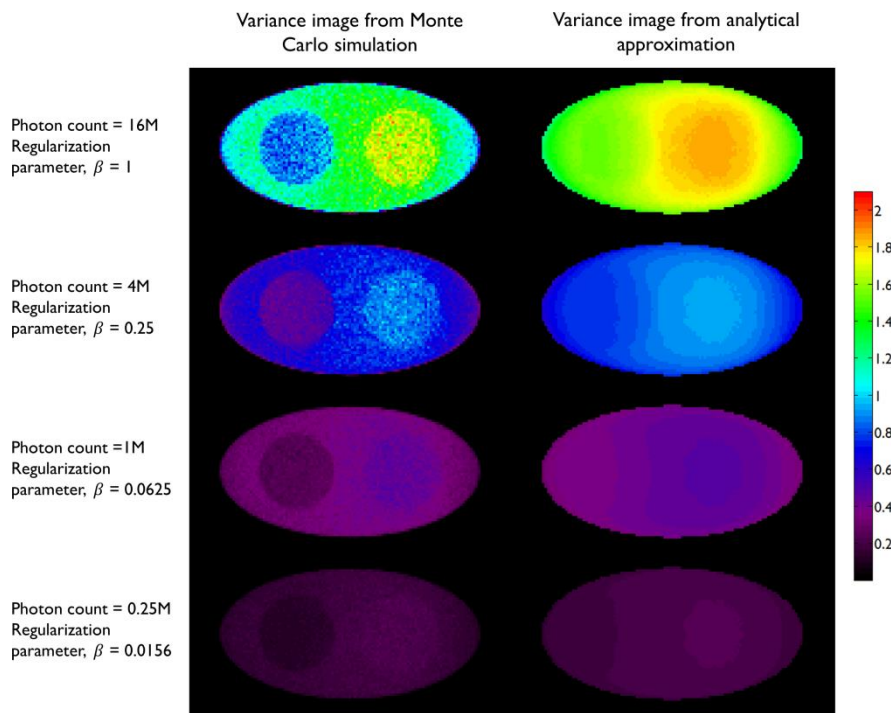 Variance image from Monte
Carlo simulation
Variance image from analytical
approximation
Photon count = 16M
Regularization
parameter, β = 1
Photon count = 4M
Regularization
parameter, β = 0.25
Photon count =1M
Regularization
parameter, β = 0.0625
Photon count = 0.25M
Regularization
parameter, β = 0.0156
2
1.8
1.6
1.4
1.2
1
0.8
0.6
0.4
0.2